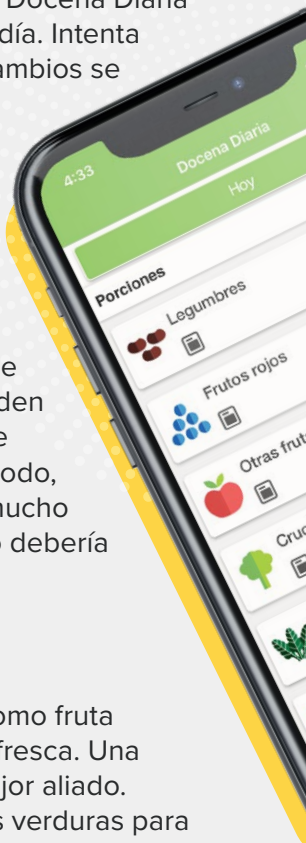 Docena Diaria
día. Intenta
ambios se
4:33
Docena Diaria
Hoy
Porciones
Legumbres
Frutos rojos
Otras frut
Cruc
e
den
e
odo,
mucho
o debería
omo fruta
fresca. Una
jor aliado.
s verduras para